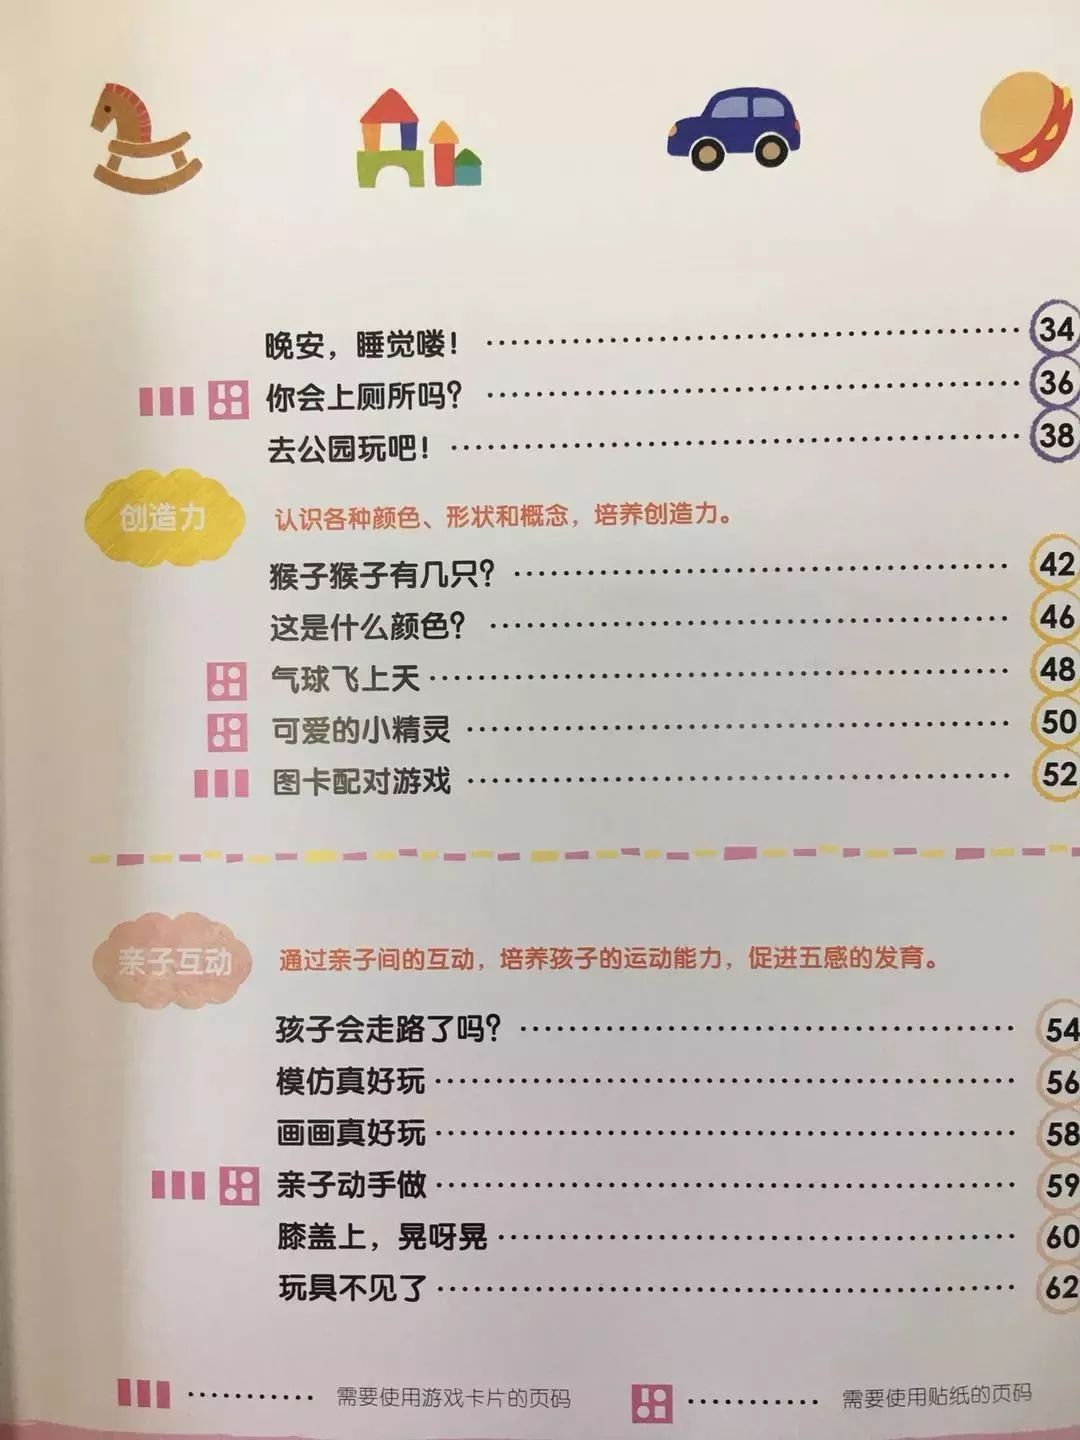 晚安，睡觉喽！ 34
你会上厕所吗？ 36
去公园玩吧！ 38
创造力 认识各种颜色、形状和概念，培养创造力。
猴子猴子有几只？ 42
这是什么颜色？ 46
气球飞上天 48
可爱的小精灵 50
图卡配对游戏 52
亲子互动 通过亲子间的互动，培养孩子的运动能力，促进五感的发育。
孩子会走路了吗？ 54
模仿真好玩 56
画画真好玩 58
亲子动手做 59
膝盖上，晃呀晃 60
玩具不见了 62
需要使用游戏卡片的页码 需要使用贴纸的页码